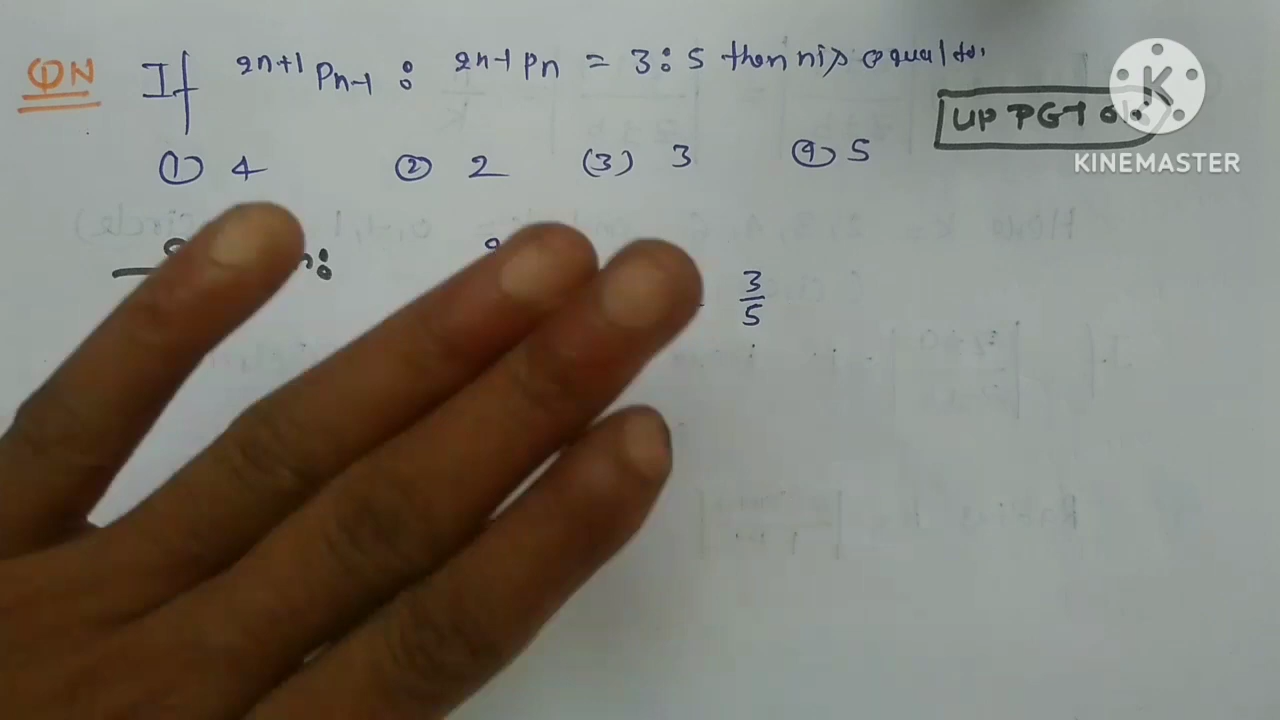 QN If 2n+1 Pn-1 : 2n-1 Pn = 3:5 then n is equal to.
UP PGT
① 4 ② 2 (3) 3 ④ 5
3/5
K
KINEMASTER